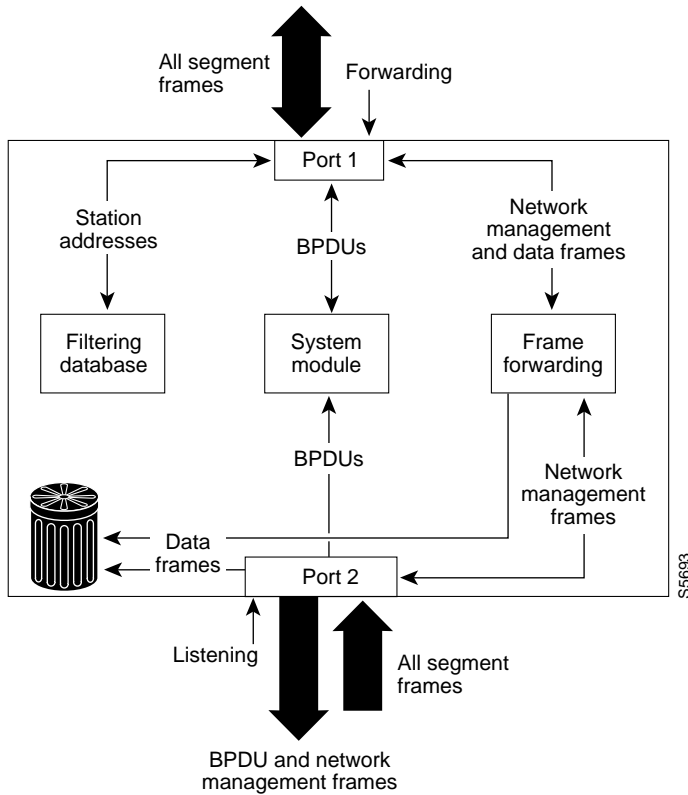 All segment
frames
Forwarding
Port 1
Station
addresses
BPDUs
Network
management
and data frames
Filtering
database
System
module
Frame
forwarding
BPDUs
Network
management
frames
Data
frames
Port 2
S5693
Listening
All segment
frames
BPDU and network
management frames